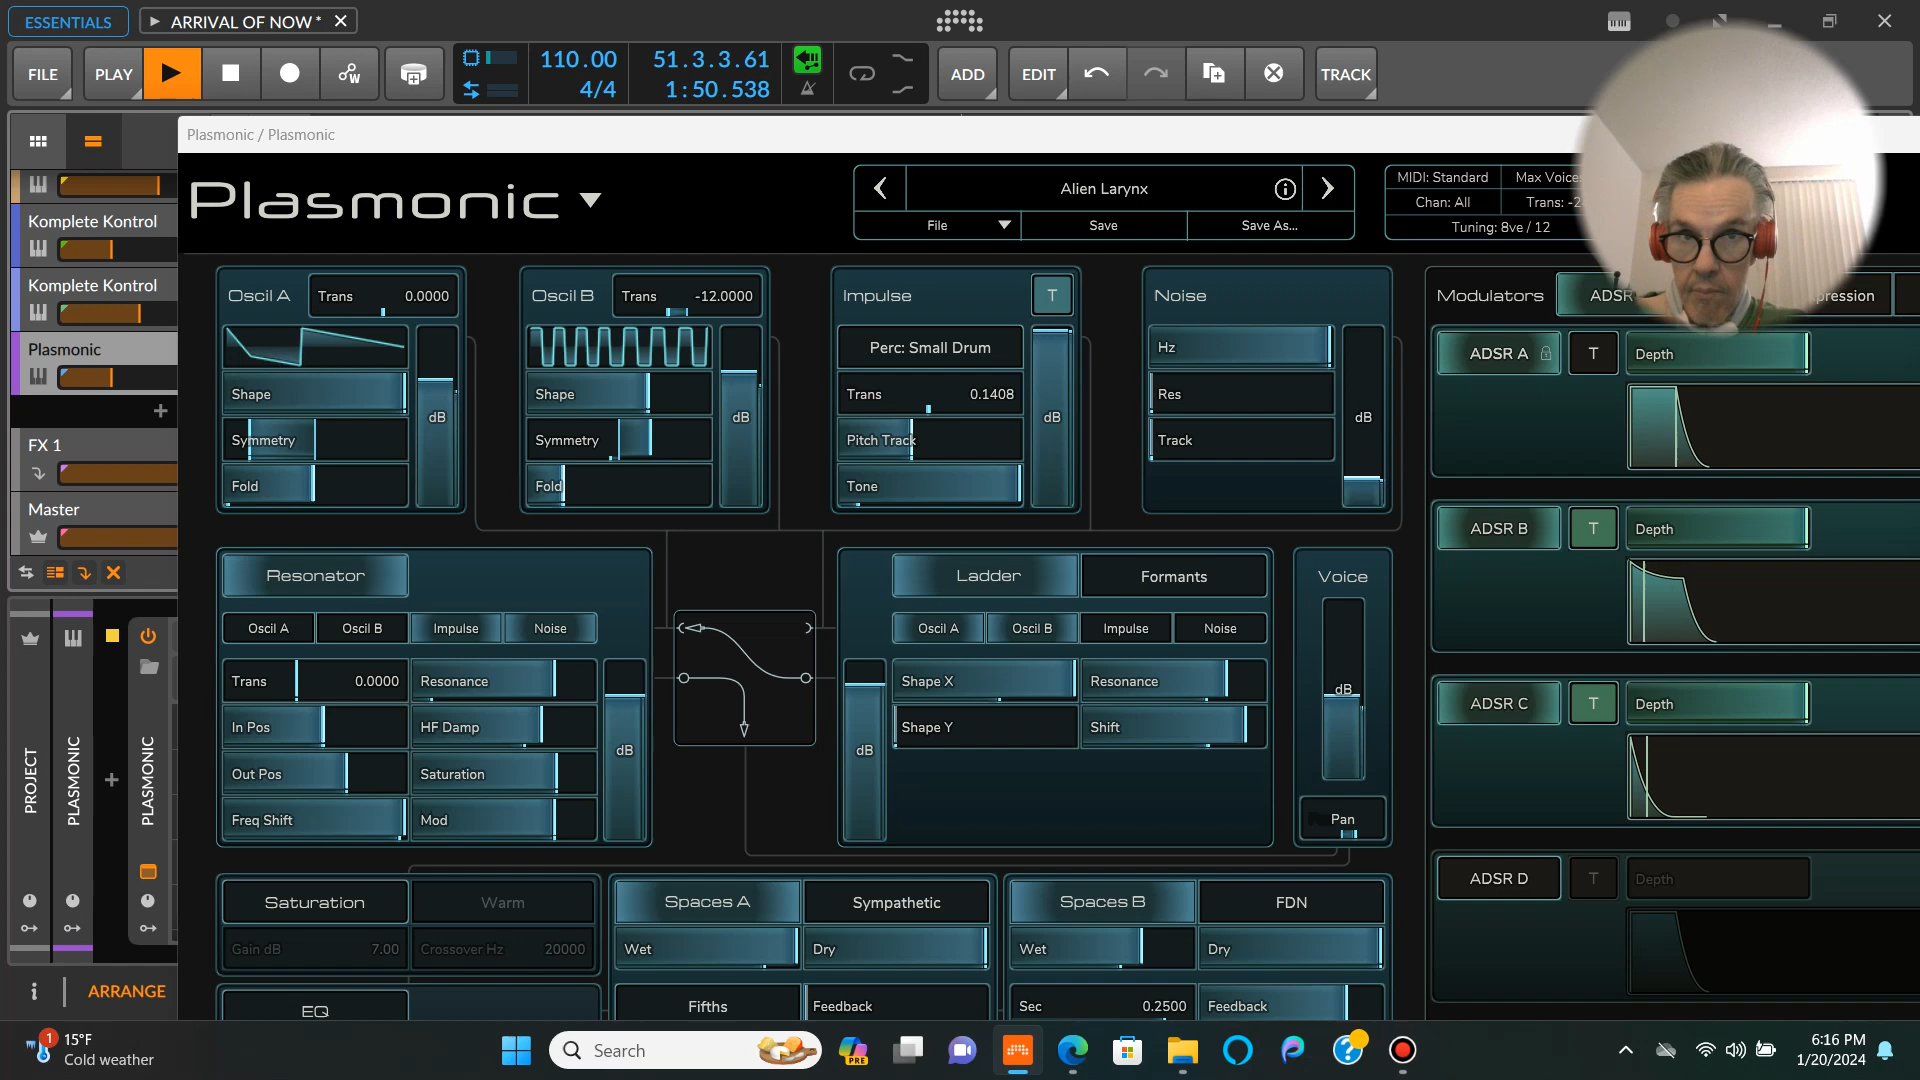 ESSENTIALS
ARRIVAL OF NOW *
FILE
PLAY
110.00
4/4
51.3.3.61
1:50.538
ADD
EDIT
TRACK
Plasmonic / Plasmonic
Plasmonic
Alien Larynx
File
Save
Save As...
MIDI: Standard
Chan: All
Tuning: 8ve / 12
Komplete Kontrol
Komplete Kontrol
Plasmonic
FX 1
Master
Oscil A
Trans 0.0000
Shape
Symmetry
Fold
dB
Oscil B
Trans -12.0000
Shape
Symmetry
Fold
dB
Impulse
T
Perc: Small Drum
Trans 0.1408
Pitch Track
Tone
dB
Noise
Hz
Res
Track
dB
Modulators
ADSR A
T
Depth
ADSR B
T
Depth
ADSR C
T
Depth
ADSR D
T
Depth
Resonator
Oscil A
Oscil B
Impulse
Noise
Trans 0.0000
Resonance
In Pos
HF Damp
Out Pos
Saturation
Freq Shift
Mod
dB
Ladder
Formants
Oscil A
Oscil B
Impulse
Noise
dB
Shape X
Resonance
Shape Y
Shift
Voice
dB
Pan
Saturation
Warm
Gain dB 7.00
Crossover Hz 20000
EQ
Spaces A
Sympathetic
Wet
Dry
Fifths
Feedback
Spaces B
FDN
Wet
Dry
Sec 0.2500
Feedback
PROJECT
PLASMONIC
PLASMONIC
ARRANGE
1
15°F
Cold weather
Search
PRE
6:16 PM
1/20/2024